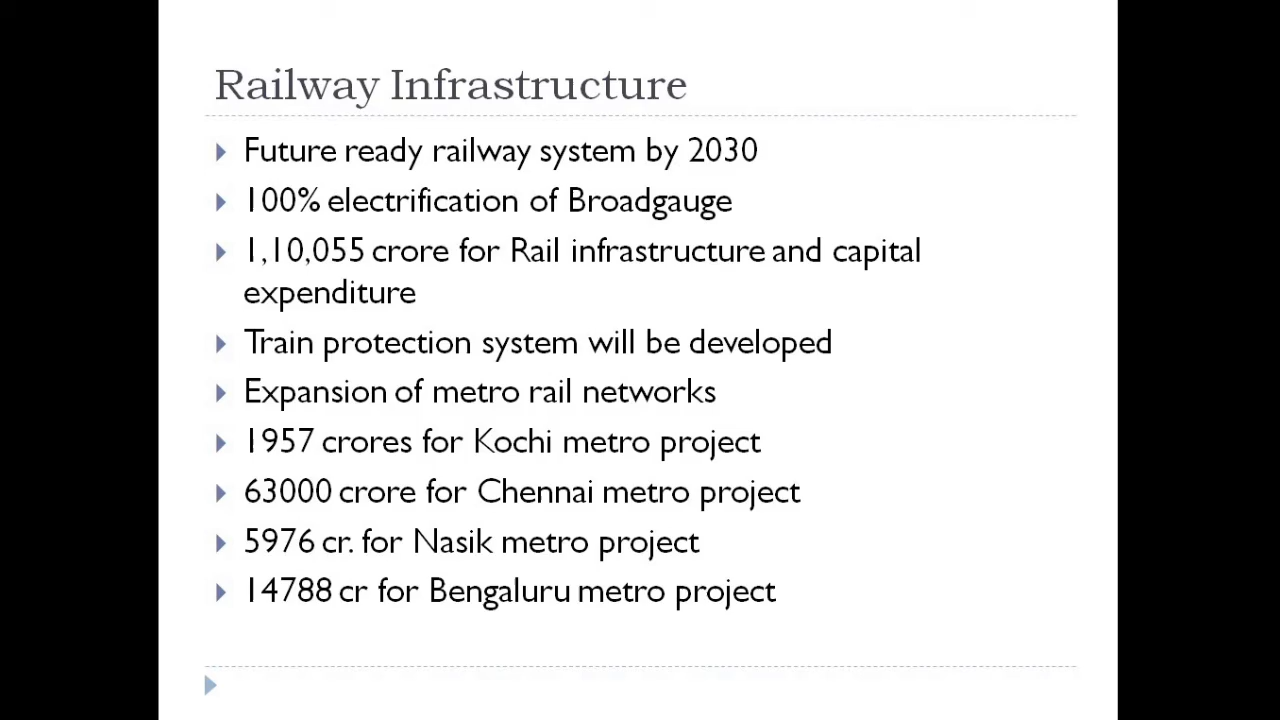 Railway Infrastructure
Future ready railway system by 2030
100% electrification of Broadgauge
1,10,055 crore for Rail infrastructure and capital
expenditure
Train protection system will be developed
Expansion of metro rail networks
1957 crores for Kochi metro project
63000 crore for Chennai metro project
5976 cr. for Nasik metro project
14788 cr for Bengaluru metro project